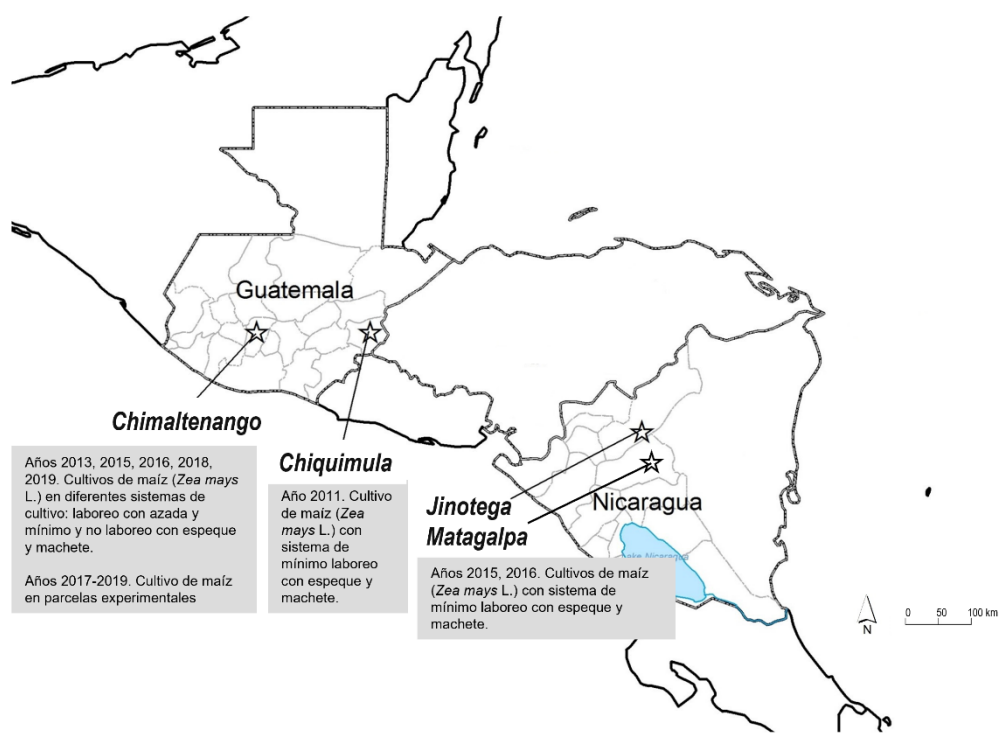 Guatemala
Chimaltenango
Años 2013, 2015, 2016, 2018,
2019. Cultivos de maíz (Zea mays
L.) en diferentes sistemas de
cultivo: laboreo con azada y
mínimo y no laboreo con espeque
y machete.
Años 2017-2019. Cultivo de maíz
en parcelas experimentales
Chiquimula
Año 2011. Cultivo
de maíz (Zea
mays L.) con
sistema de
mínimo laboreo
con espeque y
machete.
Jinotega
Matagalpa
Nicaragua
Lake Nicaragua
Años 2015, 2016. Cultivos de maíz
(Zea mays L.) con sistema de
mínimo laboreo con espeque y
machete.
N
0 50 100 km